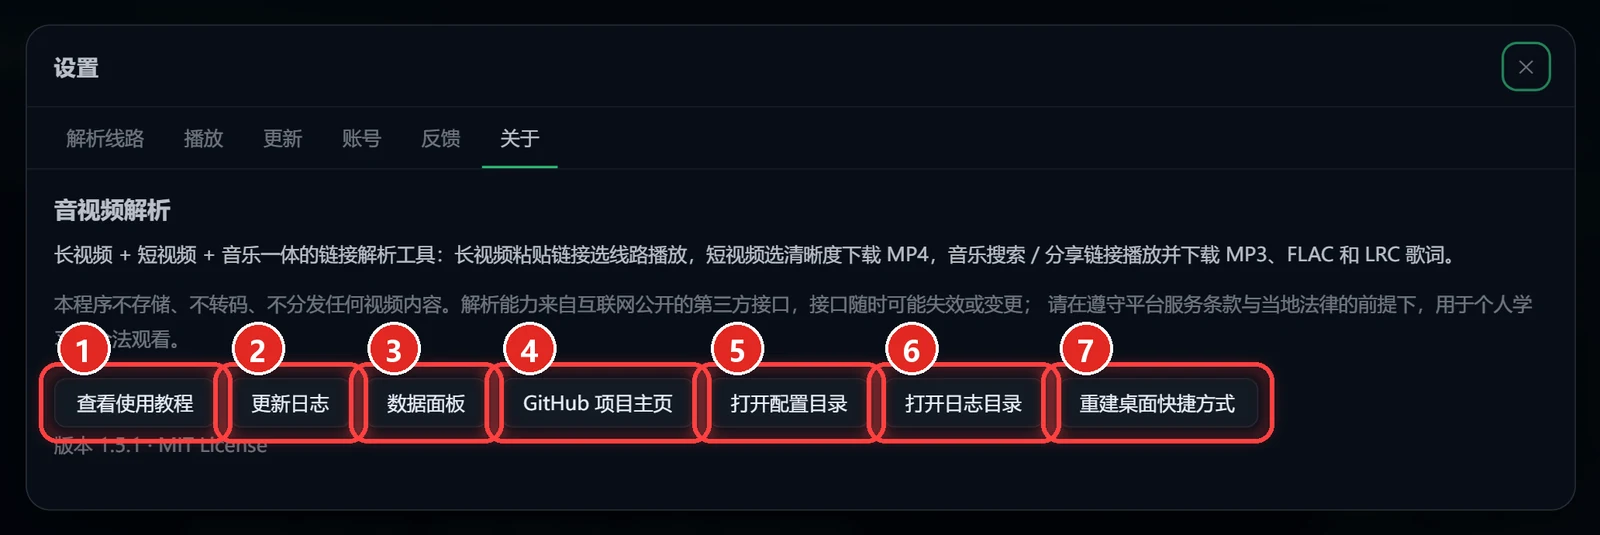 设置
解析线路 播放 更新 账号 反馈 关于
音视频解析
长视频 + 短视频 + 音乐一体的链接解析工具：长视频粘贴链接选线路播放，短视频选清晰度下载 MP4，音乐搜索 / 分享链接播放并下载 MP3、FLAC 和 LRC 歌词。
本程序不存储、不转码、不分发任何视频内容。解析能力来自互联网公开的第三方接口，接口随时可能失效或变更； 请在遵守平台服务条款与当地法律的前提下，用于个人学
法观看。
1 2 3 4 5 6 7
查看使用教程 更新日志 数据面板 GitHub 项目主页 打开配置目录 打开日志目录 重建桌面快捷方式
版本 1.5.1 · MIT License